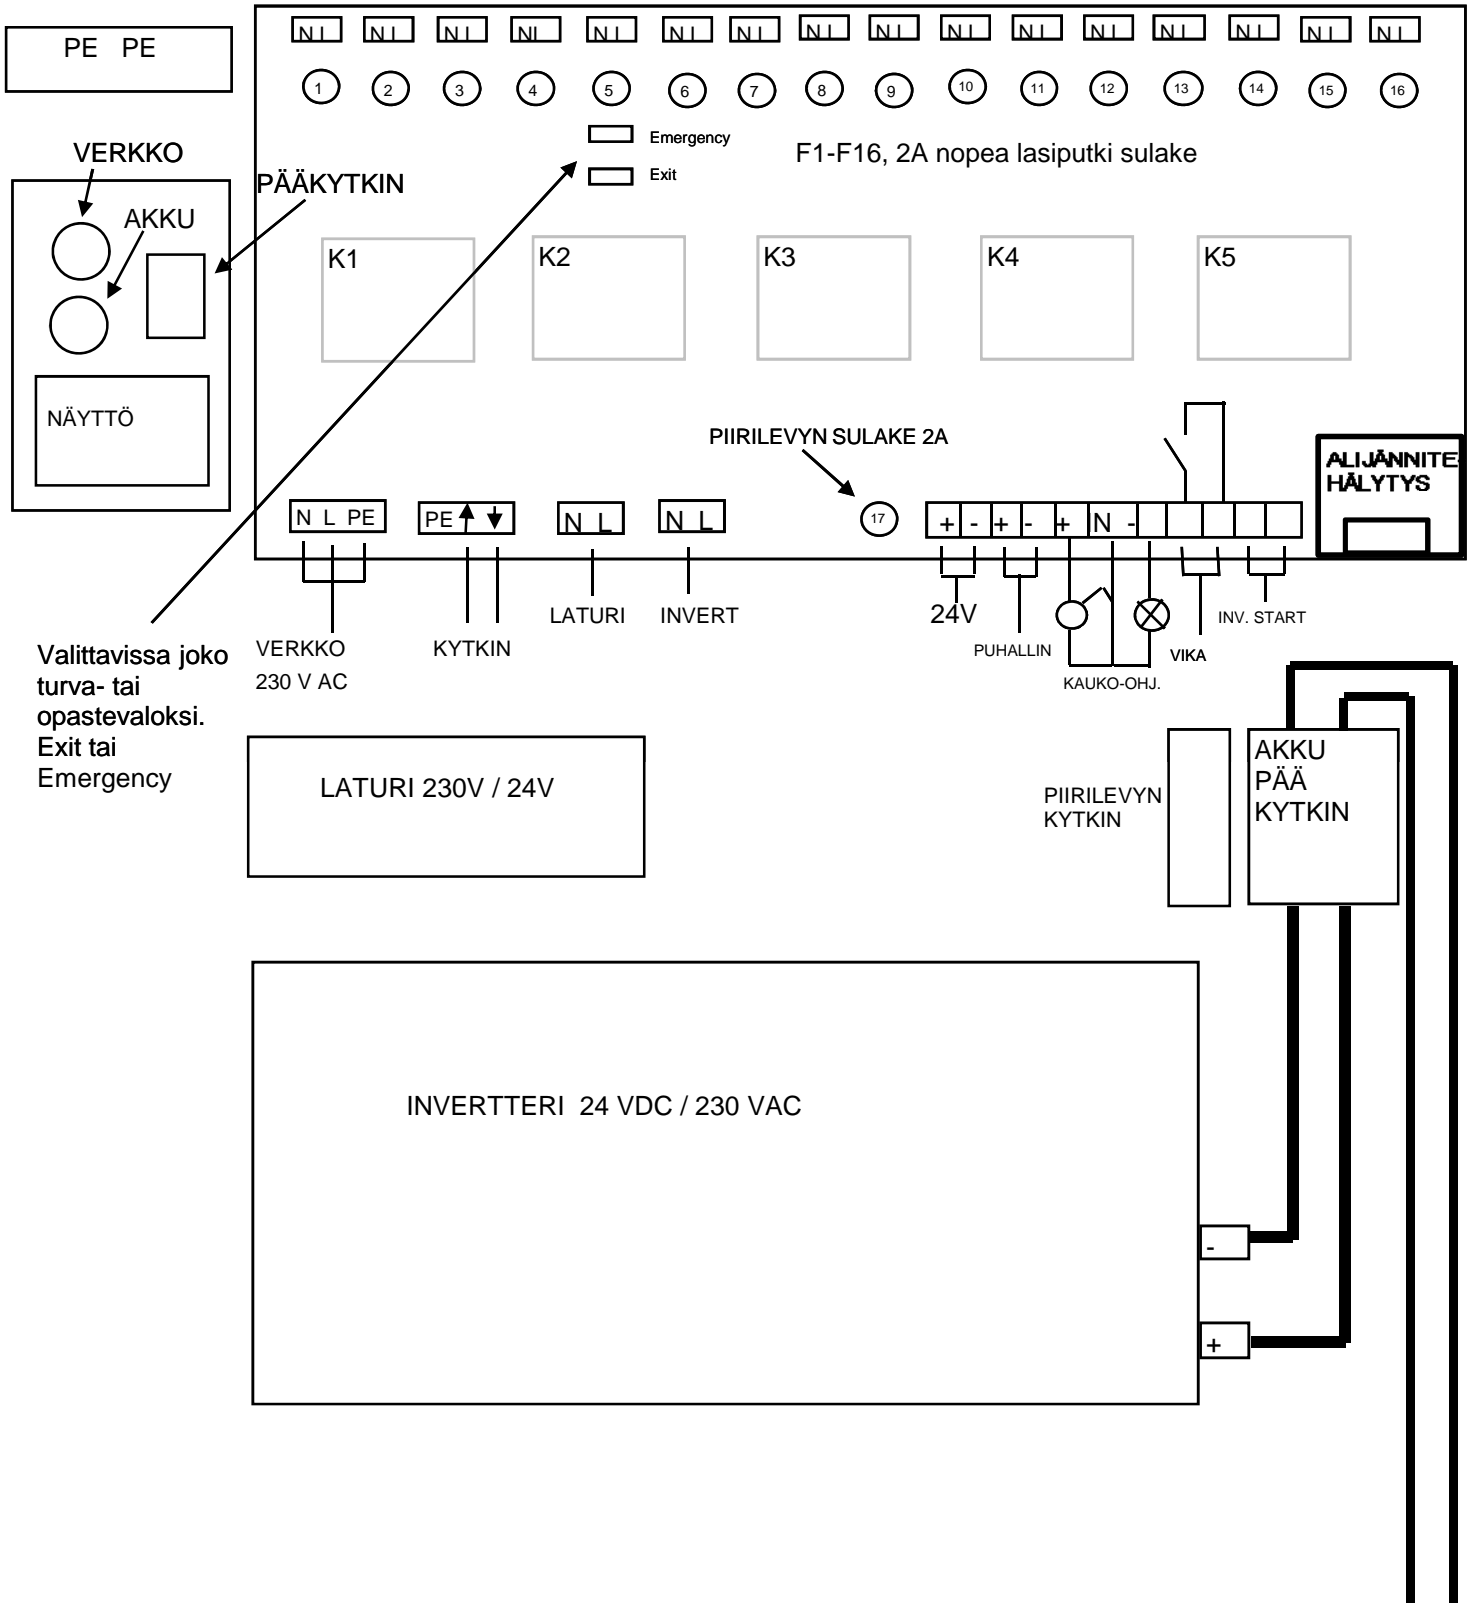 N L N L N L NL N L N L N L N L N L N L N L N L N L N L N L N L
PE PE
1 2 3 4 5 6 7 8 9 10 11 12 13 14 15 16
Emergency
F1-F16, 2A nopea lasiputki sulake
Exit
VERKKO
PÄÄKYTKIN
AKKU
K1 K2 K3 K4 K5
NÄYTTÖ
PIIRILEVYN SULAKE 2A
ALIJÄNNITE-
HÄLYTYS
N L PE
PE
N L
N L
17
+ - + - + N -
24V
LATURI
INVERT
INV. START
VERKKO
230 V AC
KYTKIN
PUHALLIN
VIKA
KAUKO-OHJ.
Valittavissa joko
turva- tai
opastevaloksi.
Exit tai
Emergency
LATURI 230V / 24V
PIIRILEVYN
KYTKIN
AKKU
PÄÄ
KYTKIN
INVERTTERI 24 VDC / 230 VAC
-
+